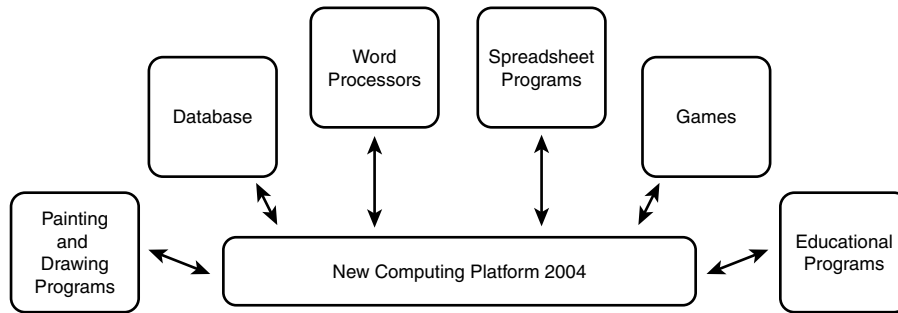 Word
Processors
Spreadsheet
Programs
Database
Games
Painting
and
Drawing
Programs
New Computing Platform 2004
Educational
Programs